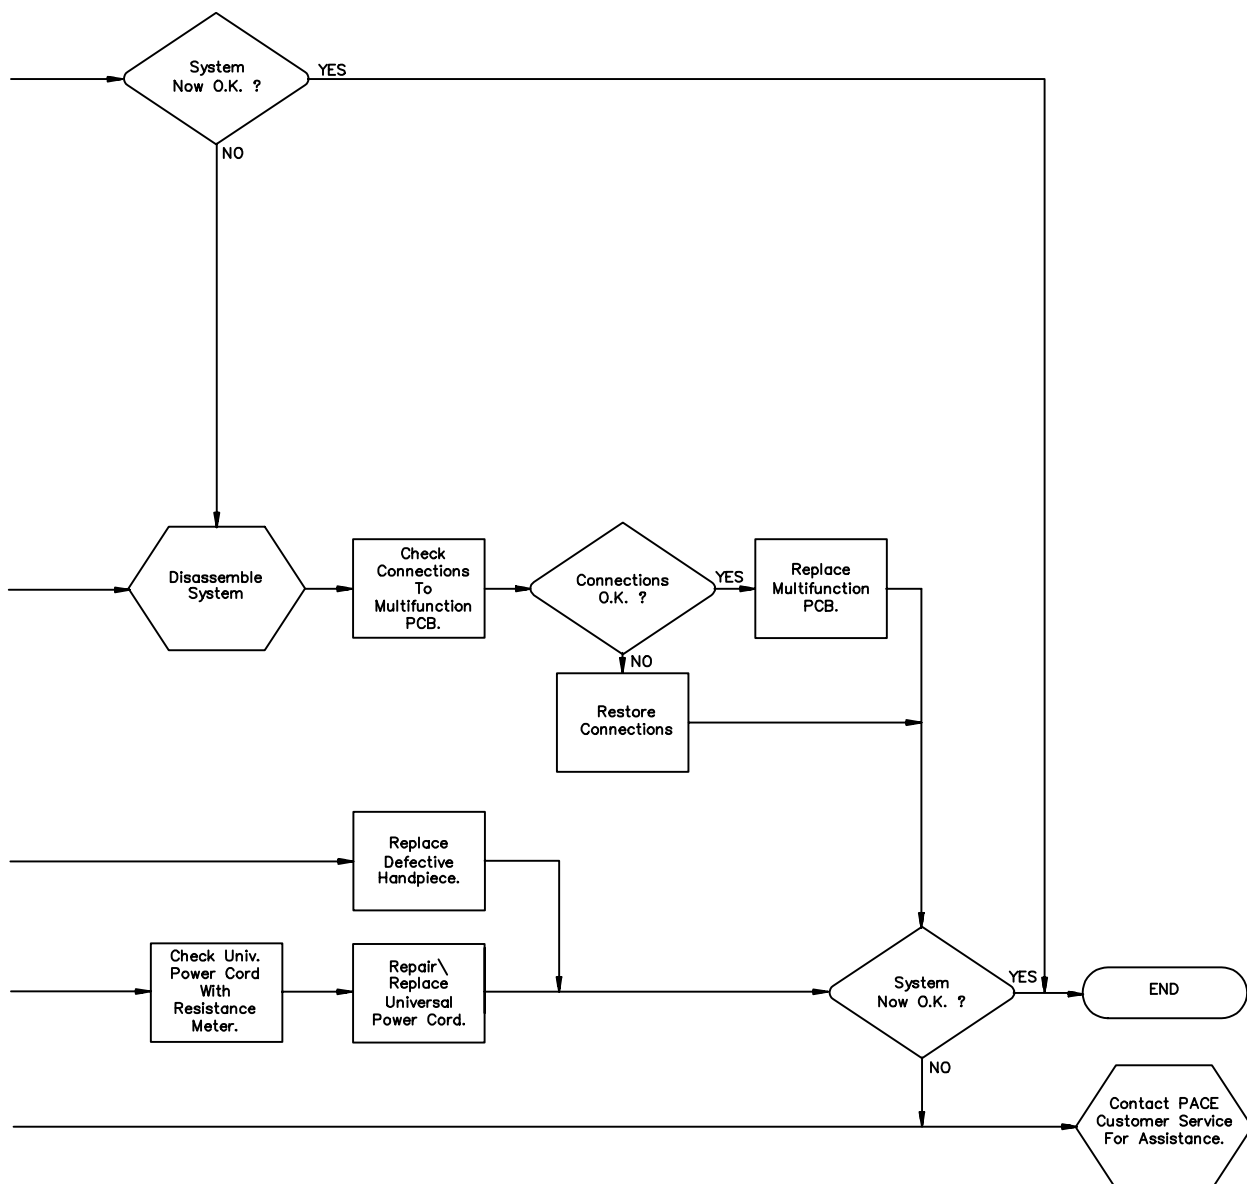 System
Now O.K. ?
YES
NO
Disassemble
System
Check
Connections
To
Multifunction
PCB.
Connections
O.K. ?
YES
NO
Replace
Multifunction
PCB.
Restore
Connections
Replace
Defective
Handpiece.
Check Univ.
Power Cord
With
Resistance
Meter.
Repair\
Replace
Universal
Power Cord.
System
Now O.K. ?
YES
NO
END
Contact PACE
Customer Service
For Assistance.